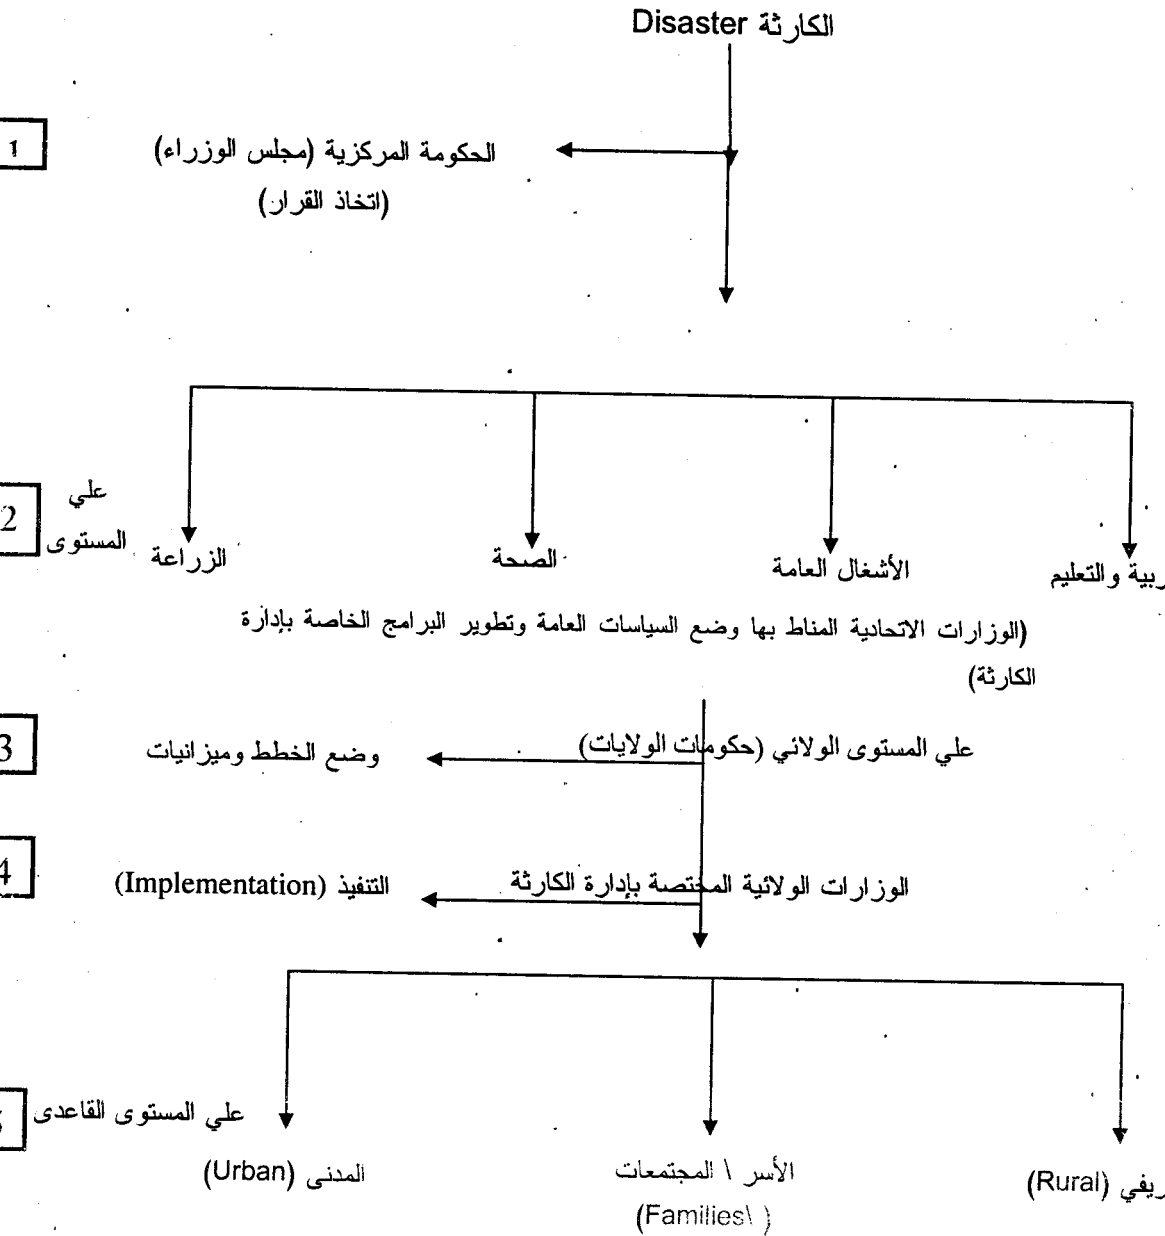 الكارثة Disaster
1
الحكومة المركزية (مجلس الوزراء)
(اتخاذ القرار)
2
علي
المستوى
الزراعة
الصحة
الأشغال العامة
ربية والتعليم
(الوزارات الاتحادية المناط بها وضع السياسات العامة وتطوير البرامج الخاصة بإدارة
الكارثة)
3
علي المستوى الولائي (حكومات الولايات)
وضع الخطط وميزانيات
4
الوزارات الولائية المختصة بإدارة الكارثة
التنفيذ (Implementation)
علي المستوى القاعدى
المدنى (Urban)
الأسر \ المجتمعات
(Families\ )
ريفي (Rural)